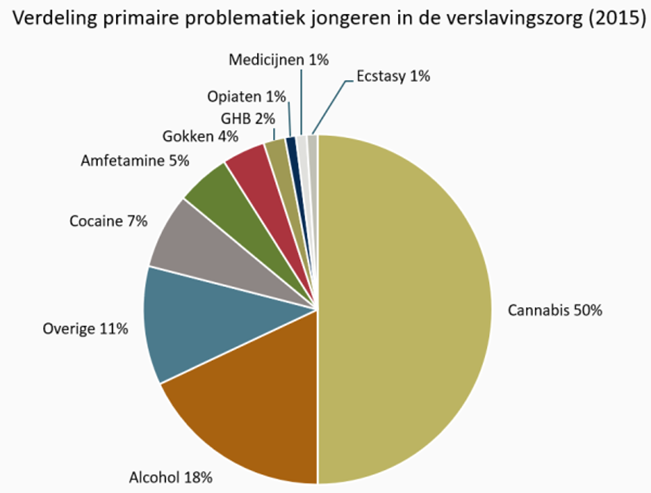 Verdeling primaire problematiek jongeren in de verslavingszorg (2015)
Medicijnen 1%
Ecstasy 1%
Opiaten 1%
GHB 2%
Gokken 4%
Amfetamine 5%
Cocaine 7%
Cannabis 50%
Overige 11%
Alcohol 18%